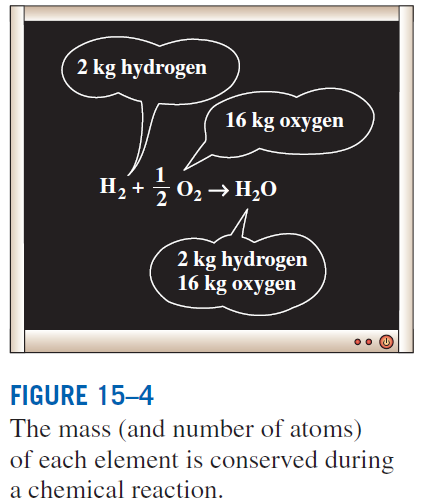 2 kg hydrogen
16 kg oxygen
H₂ + 1/2 O₂ → H₂O
2 kg hydrogen
16 kg oxygen
FIGURE 15–4
The mass (and number of atoms)
of each element is conserved during
a chemical reaction.